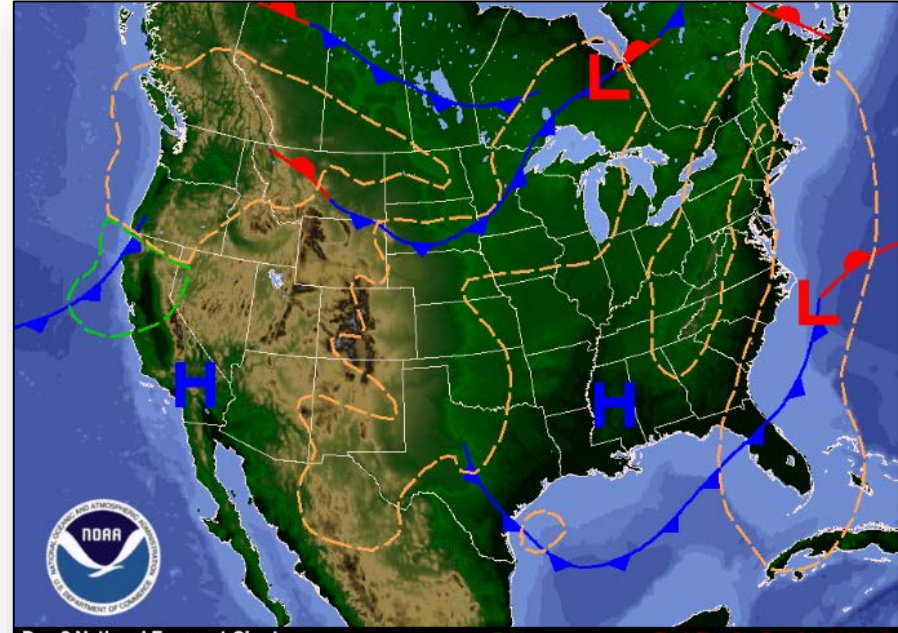 L
L
H
H
NATIONAL OCEANIC AND ATMOSPHERIC ADMINISTRATION
NOAA
U.S. DEPARTMENT OF COMMERCE